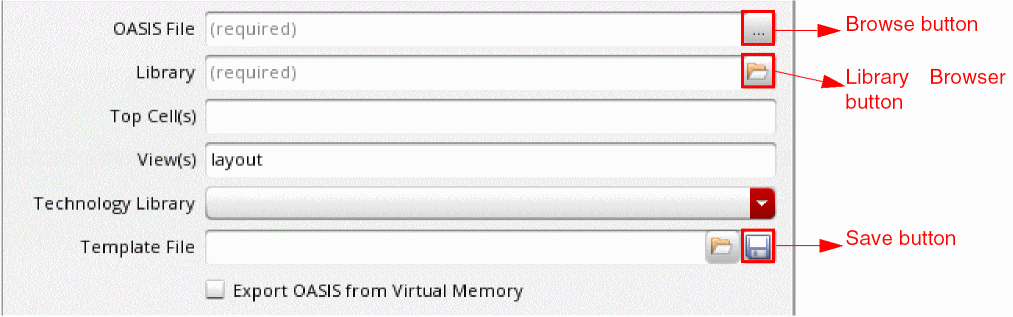 OASIS File (required) ... Browse button
Library (required) Library Browser
button
Top Cell(s)
View(s) layout
Technology Library
Template File Save button
Export OASIS from Virtual Memory